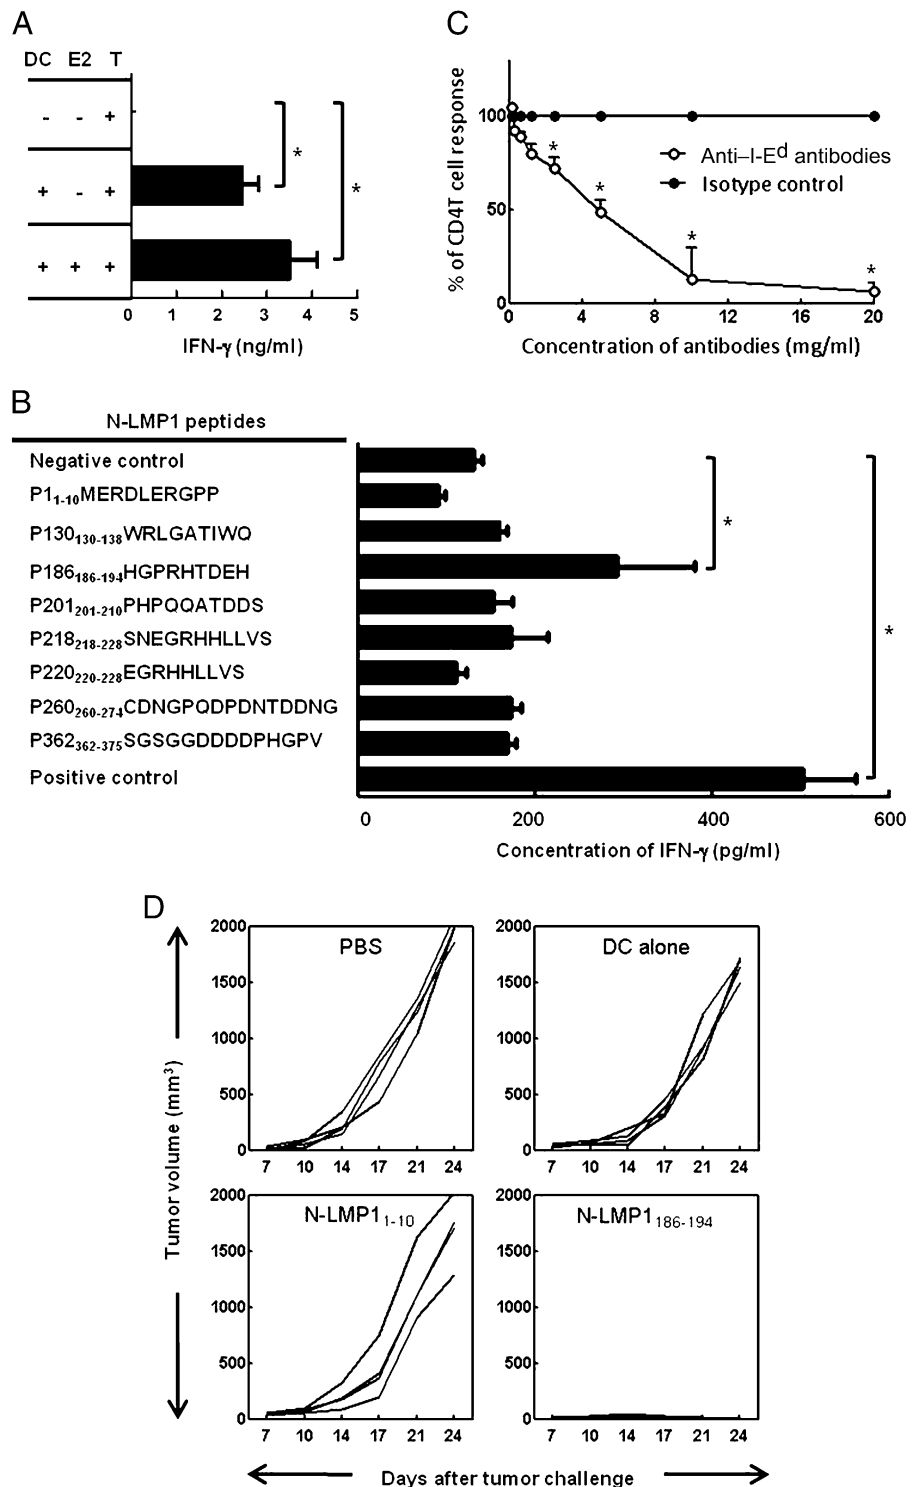 A
DC E2 T
- - +
+ - +
+ + +
*
*
0 1 2 3 4 5
IFN-γ (ng/ml)
C
% of CD4T cell response
100
50
0
Anti–I-Eᵈ antibodies
Isotype control
*
*
*
*
0 4 8 12 16 20
Concentration of antibodies (mg/ml)
B
N-LMP1 peptides
Negative control
P1₁₋₁₀MERDLERGPP
P130₁₃₀₋₁₃₈WRLGATIWQ
P186₁₈₆₋₁₉₄HGPRHTDEH
P201₂₀₁₋₂₁₀PHPQQATDDS
P218₂₁₈₋₂₂₈SNEGRHHLLVS
P220₂₂₀₋₂₂₈EGRHHLLVS
P260₂₆₀₋₂₇₄CDNGPQDPDNTDDNG
P362₃₆₂₋₃₇₅SGSGGDDDDPHGPV
Positive control
*
*
0 200 400 600
Concentration of IFN-γ (pg/ml)
D
Tumor volume (mm³)
PBS
2000
1500
1000
500
0
7 10 14 17 21 24
DC alone
2000
1500
1000
500
0
7 10 14 17 21 24
N-LMP1₁₋₁₀
2000
1500
1000
500
0
7 10 14 17 21 24
N-LMP1₁₈₆₋₁₉₄
2000
1500
1000
500
0
7 10 14 17 21 24
Days after tumor challenge